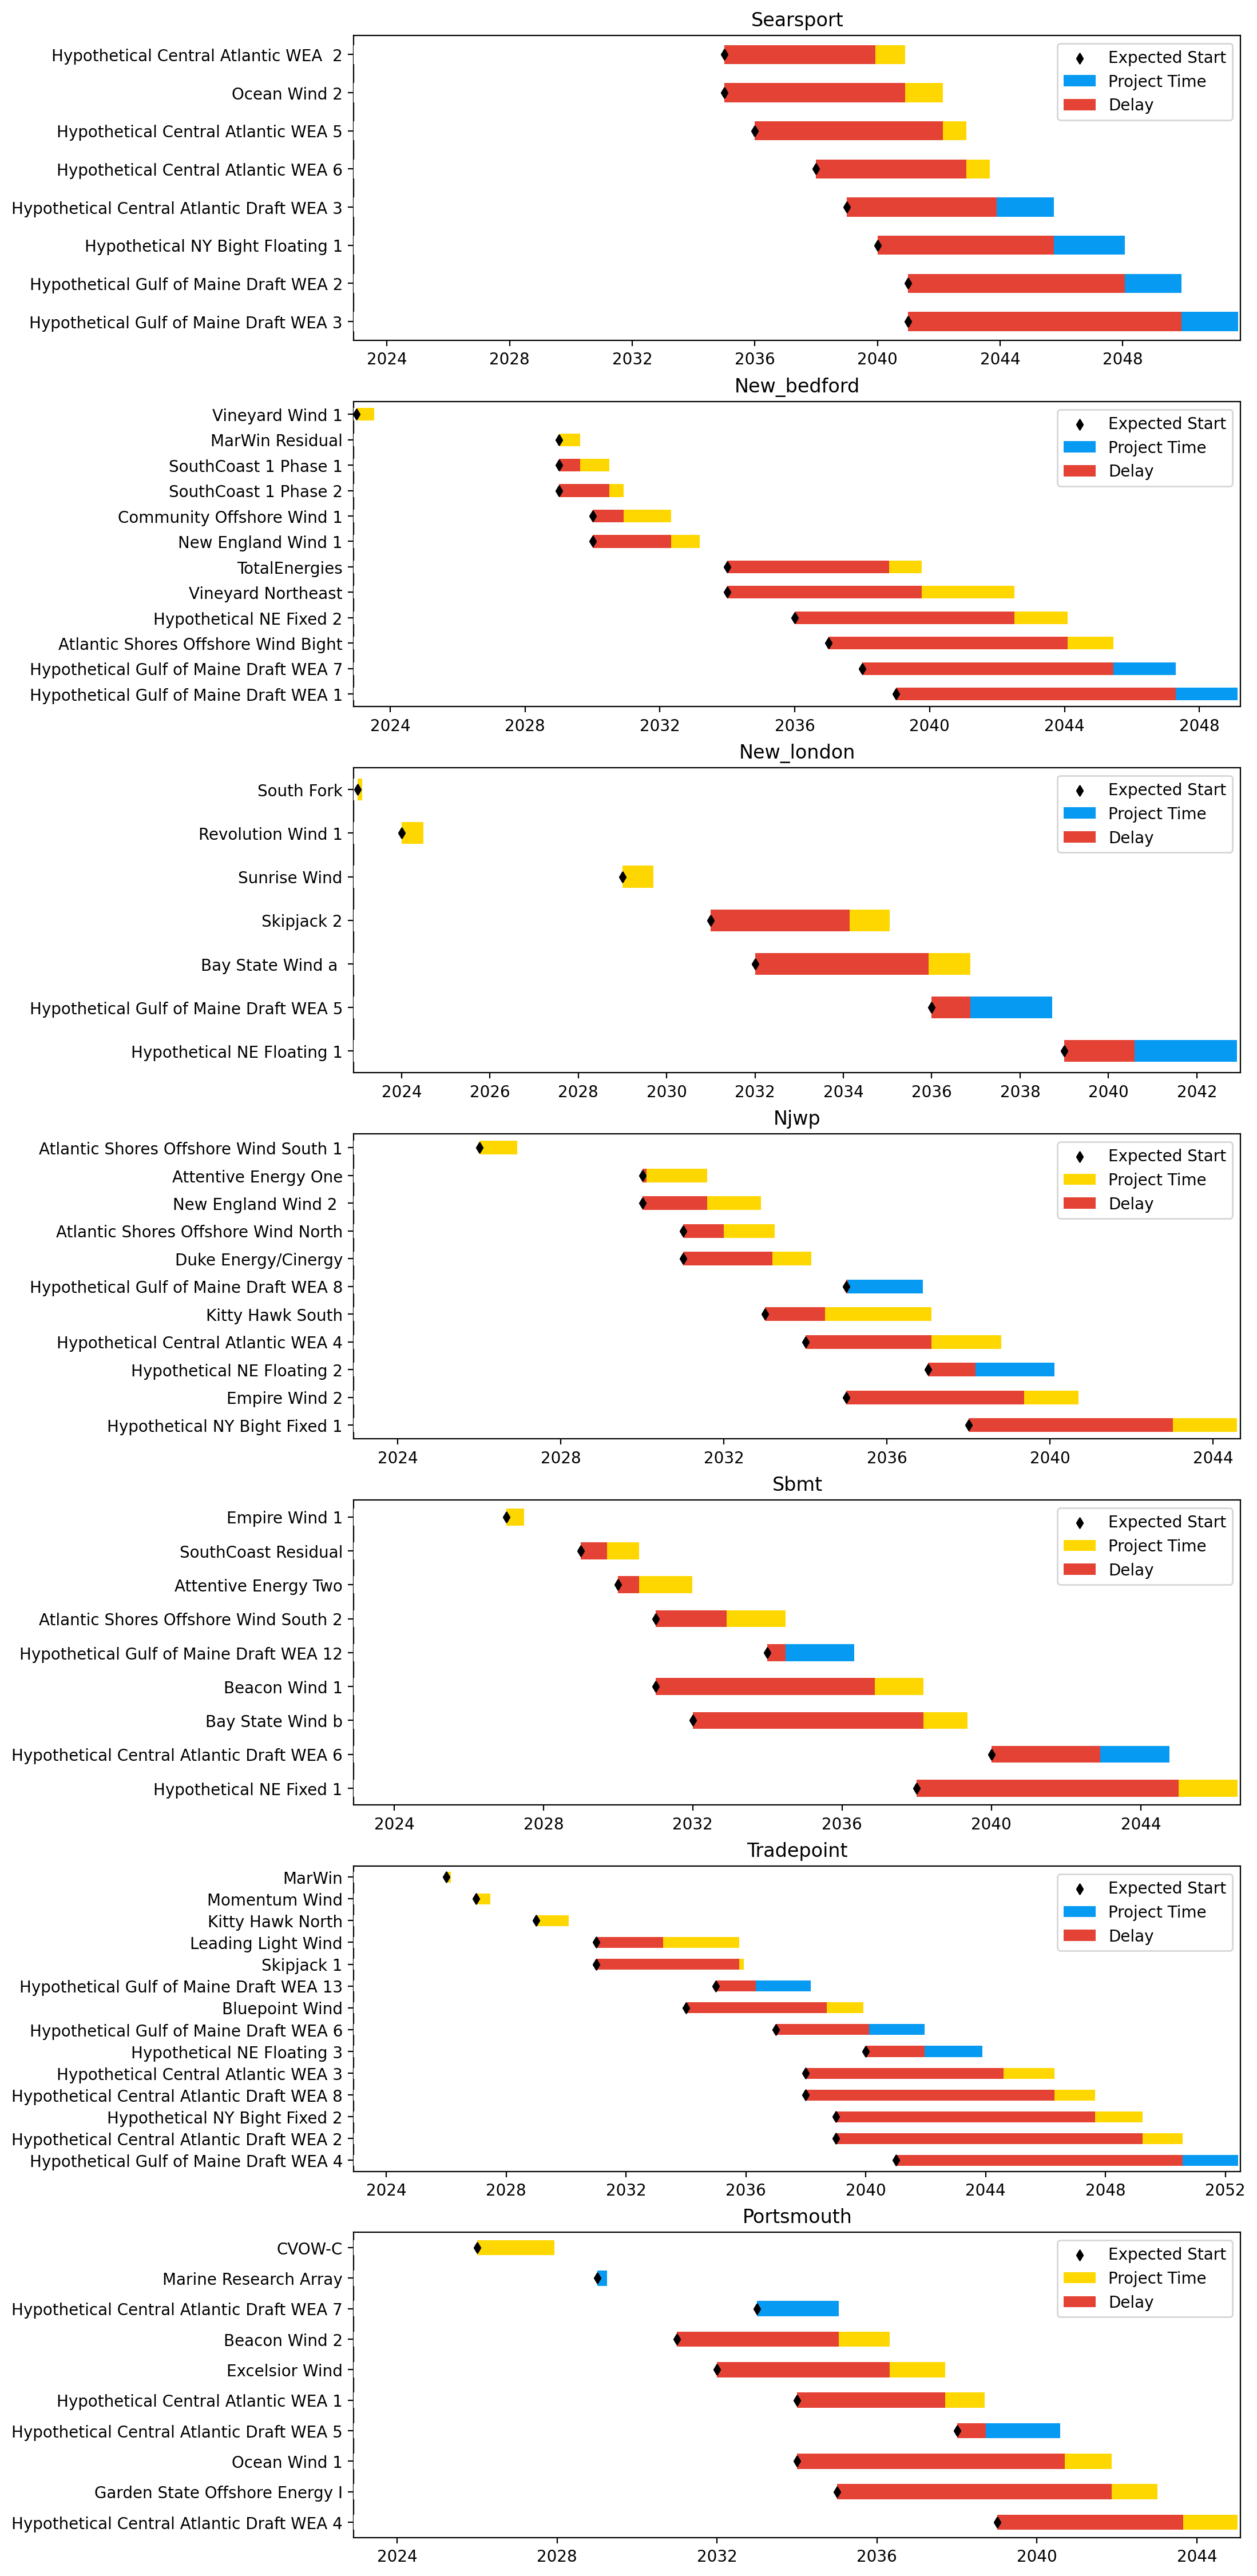 Searsport
Hypothetical Central Atlantic WEA  2
Ocean Wind 2
Hypothetical Central Atlantic WEA 5
Hypothetical Central Atlantic WEA 6
Hypothetical Central Atlantic Draft WEA 3
Hypothetical NY Bight Floating 1
Hypothetical Gulf of Maine Draft WEA 2
Hypothetical Gulf of Maine Draft WEA 3
Expected Start
Project Time
Delay
2024 2028 2032 2036 2040 2044 2048
New_bedford
Vineyard Wind 1
MarWin Residual
SouthCoast 1 Phase 1
SouthCoast 1 Phase 2
Community Offshore Wind 1
New England Wind 1
TotalEnergies
Vineyard Northeast
Hypothetical NE Fixed 2
Atlantic Shores Offshore Wind Bight
Hypothetical Gulf of Maine Draft WEA 7
Hypothetical Gulf of Maine Draft WEA 1
Expected Start
Project Time
Delay
2024 2028 2032 2036 2040 2044 2048
New_london
South Fork
Revolution Wind 1
Sunrise Wind
Skipjack 2
Bay State Wind a
Hypothetical Gulf of Maine Draft WEA 5
Hypothetical NE Floating 1
Expected Start
Project Time
Delay
2024 2026 2028 2030 2032 2034 2036 2038 2040 2042
Njwp
Atlantic Shores Offshore Wind South 1
Attentive Energy One
New England Wind 2
Atlantic Shores Offshore Wind North
Duke Energy/Cinergy
Hypothetical Gulf of Maine Draft WEA 8
Kitty Hawk South
Hypothetical Central Atlantic WEA 4
Hypothetical NE Floating 2
Empire Wind 2
Hypothetical NY Bight Fixed 1
Expected Start
Project Time
Delay
2024 2028 2032 2036 2040 2044
Sbmt
Empire Wind 1
SouthCoast Residual
Attentive Energy Two
Atlantic Shores Offshore Wind South 2
Hypothetical Gulf of Maine Draft WEA 12
Beacon Wind 1
Bay State Wind b
Hypothetical Central Atlantic Draft WEA 6
Hypothetical NE Fixed 1
Expected Start
Project Time
Delay
2024 2028 2032 2036 2040 2044
Tradepoint
MarWin
Momentum Wind
Kitty Hawk North
Leading Light Wind
Skipjack 1
Hypothetical Gulf of Maine Draft WEA 13
Bluepoint Wind
Hypothetical Gulf of Maine Draft WEA 6
Hypothetical NE Floating 3
Hypothetical Central Atlantic WEA 3
Hypothetical Central Atlantic Draft WEA 8
Hypothetical NY Bight Fixed 2
Hypothetical Central Atlantic Draft WEA 2
Hypothetical Gulf of Maine Draft WEA 4
Expected Start
Project Time
Delay
2024 2028 2032 2036 2040 2044 2048 2052
Portsmouth
CVOW-C
Marine Research Array
Hypothetical Central Atlantic Draft WEA 7
Beacon Wind 2
Excelsior Wind
Hypothetical Central Atlantic WEA 1
Hypothetical Central Atlantic Draft WEA 5
Ocean Wind 1
Garden State Offshore Energy I
Hypothetical Central Atlantic Draft WEA 4
Expected Start
Project Time
Delay
2024 2028 2032 2036 2040 2044